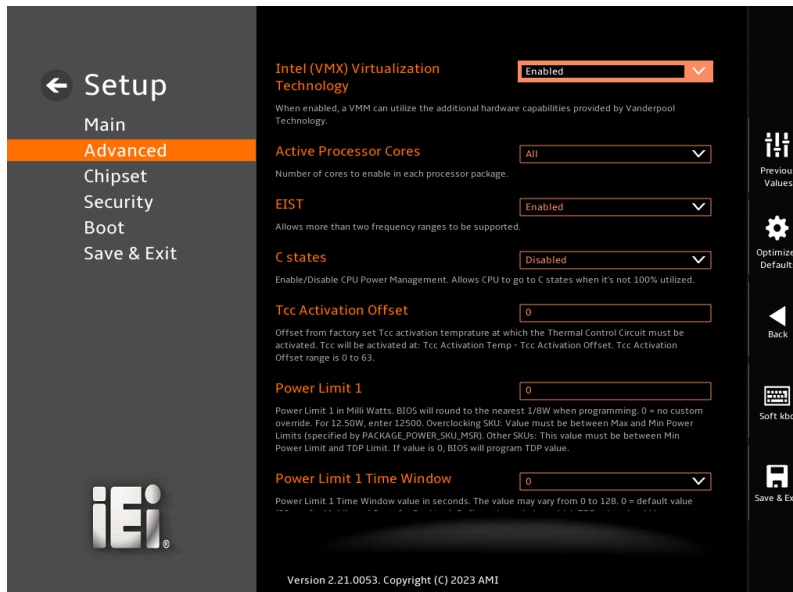 Setup
Main
Advanced
Chipset
Security
Boot
Save & Exit
iEi
®
Intel (VMX) Virtualization
Technology
Enabled
When enabled, a VMM can utilize the additional hardware capabilities provided by Vanderpool
Technology.
Active Processor Cores
All
Number of cores to enable in each processor package.
EIST
Enabled
Allows more than two frequency ranges to be supported.
C states
Disabled
Enable/Disable CPU Power Management. Allows CPU to go to C states when it's not 100% utilized.
Tcc Activation Offset
0
Offset from factory set Tcc activation temprature at which the Thermal Control Circuit must be
activated. Tcc will be activated at: Tcc Activation Temp - Tcc Activation Offset. Tcc Activation
Offset range is 0 to 63.
Power Limit 1
0
Power Limit 1 in Milli Watts. BIOS will round to the nearest 1/8W when programming. 0 = no custom
override. For 12.50W, enter 12500. Overclocking SKU: Value must be between Max and Min Power
Limits (specified by PACKAGE_POWER_SKU_MSR). Other SKUs: This value must be between Min
Power Limit and TDP Limit. If value is 0, BIOS will program TDP value.
Power Limit 1 Time Window
0
Power Limit 1 Time Window value in seconds. The value may vary from 0 to 128. 0 = default value
Version 2.21.0053. Copyright (C) 2023 AMI
Previou
Values
Optimize
Default
Back
Soft kbd
Save & Ex